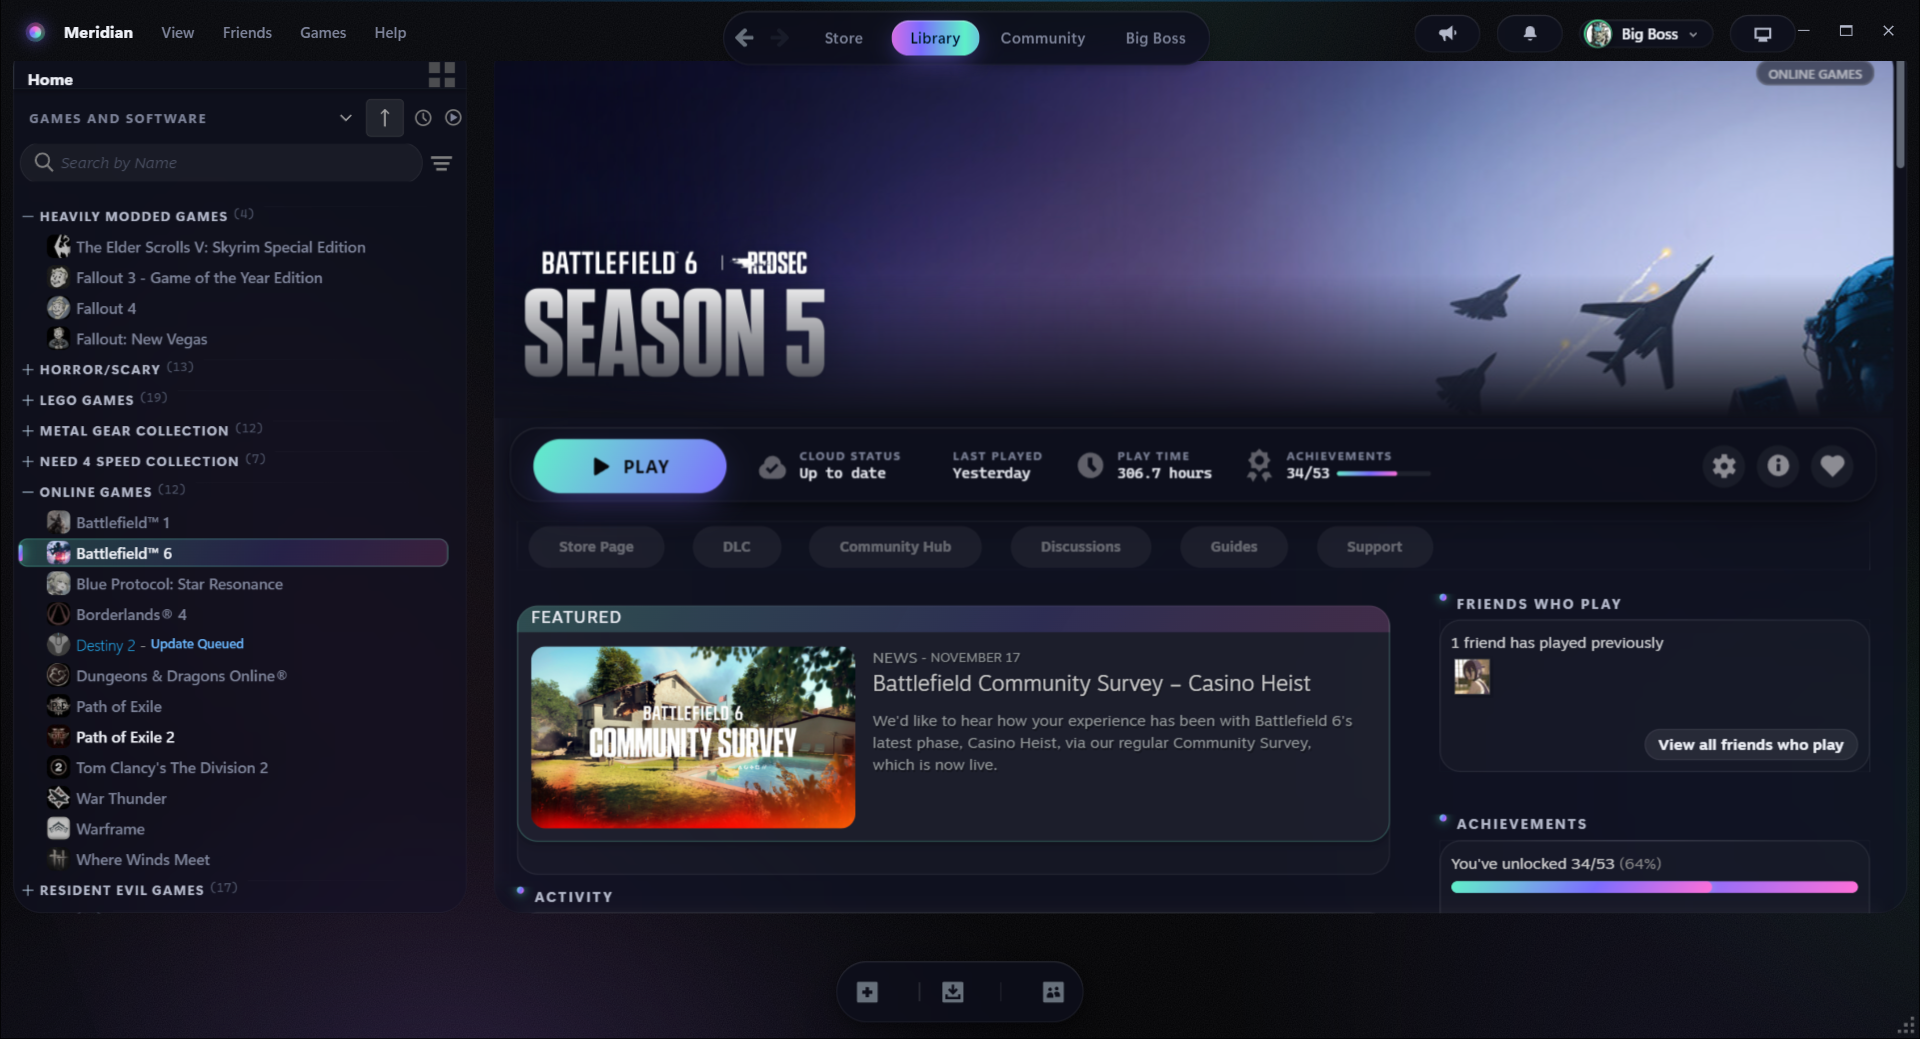 Meridian
View
Friends
Games
Help
Store
Library
Community
Big Boss
Big Boss
Home
GAMES AND SOFTWARE
Search by Name
HEAVILY MODDED GAMES (4)
The Elder Scrolls V: Skyrim Special Edition
Fallout 3 - Game of the Year Edition
Fallout 4
Fallout: New Vegas
HORROR/SCARY (13)
LEGO GAMES (19)
METAL GEAR COLLECTION (12)
NEED 4 SPEED COLLECTION (7)
ONLINE GAMES (12)
Battlefield™ 1
Battlefield™ 6
Blue Protocol: Star Resonance
Borderlands® 4
Destiny 2 - Update Queued
Dungeons & Dragons Online®
Path of Exile
Path of Exile 2
Tom Clancy's The Division 2
War Thunder
Warframe
Where Winds Meet
RESIDENT EVIL GAMES (17)
ONLINE GAMES
BATTLEFIELD 6 | REDSEC
SEASON 5
PLAY
CLOUD STATUS
Up to date
LAST PLAYED
Yesterday
PLAY TIME
306.7 hours
ACHIEVEMENTS
34/53
Store Page
DLC
Community Hub
Discussions
Guides
Support
FEATURED
BATTLEFIELD 6
COMMUNITY SURVEY
NEWS - NOVEMBER 17
Battlefield Community Survey – Casino Heist
We'd like to hear how your experience has been with Battlefield 6's
latest phase, Casino Heist, via our regular Community Survey,
which is now live.
ACTIVITY
FRIENDS WHO PLAY
1 friend has played previously
View all friends who play
ACHIEVEMENTS
You've unlocked 34/53 (64%)